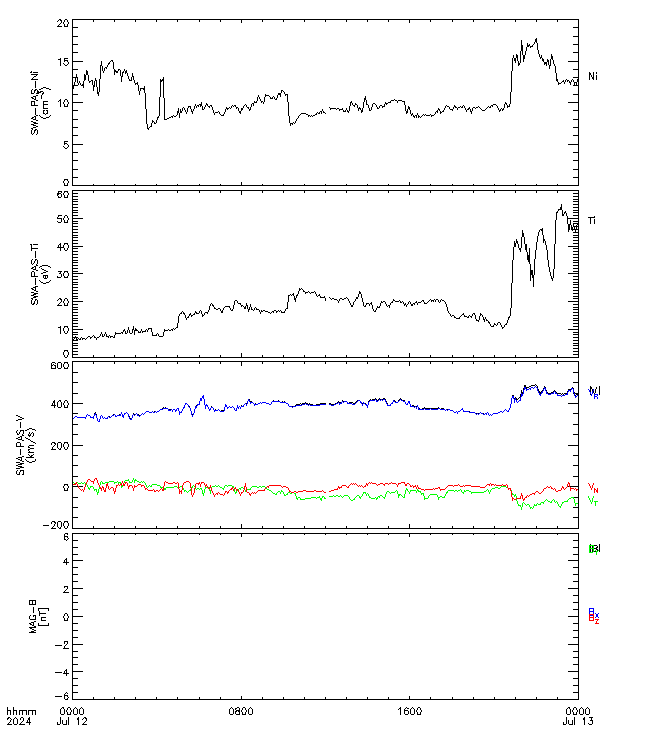 20
15
10
5
0
SWA-PAS-Ni
(cm⁻³)
Ni
60
50
40
30
20
10
0
SWA-PAS-Ti
(eV)
Ti
600
400
200
0
-200
SWA-PAS-V
(km/s)
|V|
V_R
V_N
V_T
6
4
2
0
-2
-4
-6
MAG-B
[nT]
|B|
B_x
B_z
hhmm
2024
0000
Jul 12
0800
1600
0000
Jul 13